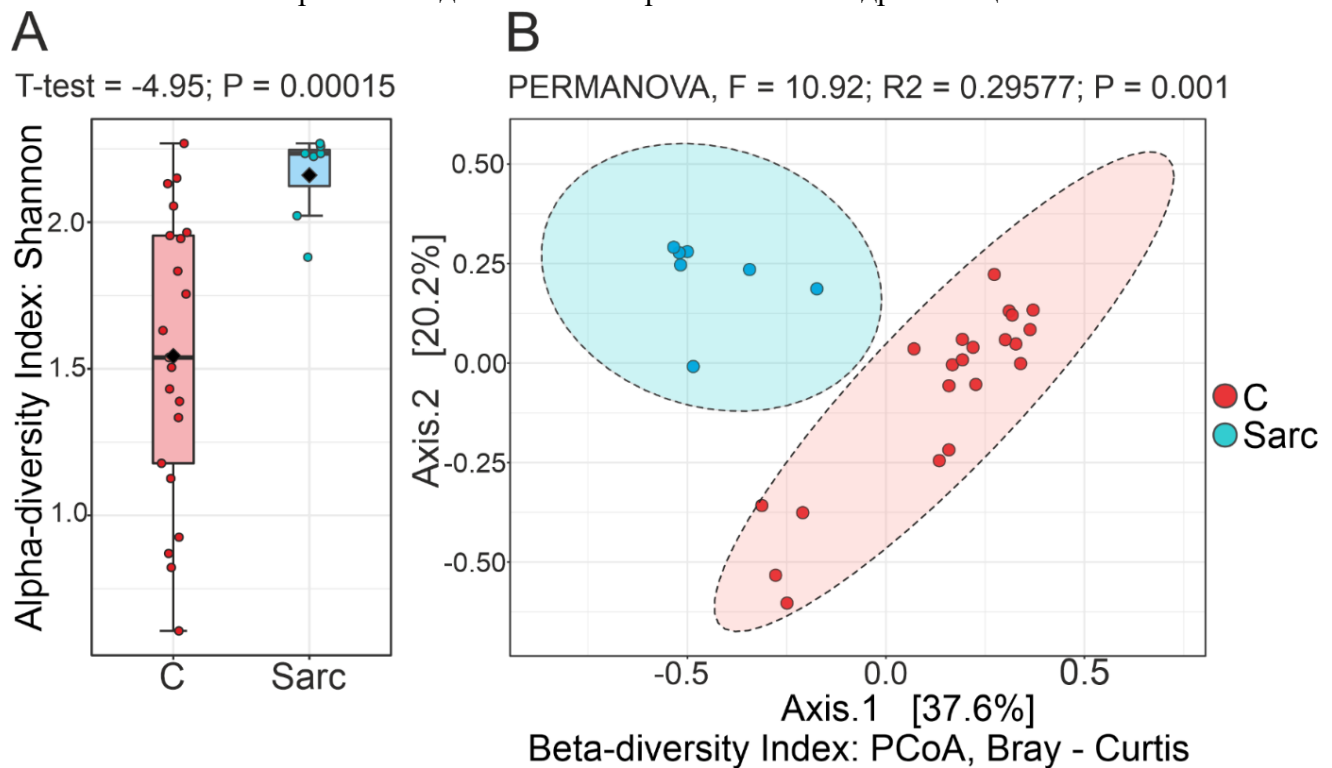 A
B
T-test = -4.95; P = 0.00015
PERMANOVA, F = 10.92; R2 = 0.29577; P = 0.001
Alpha-diversity Index: Shannon
2.0
1.5
1.0
C
Sarc
Axis.2 [20.2%]
0.50
0.25
0.00
-0.25
-0.50
-0.5
0.0
0.5
Axis.1 [37.6%]
Beta-diversity Index: PCoA, Bray - Curtis
C
Sarc